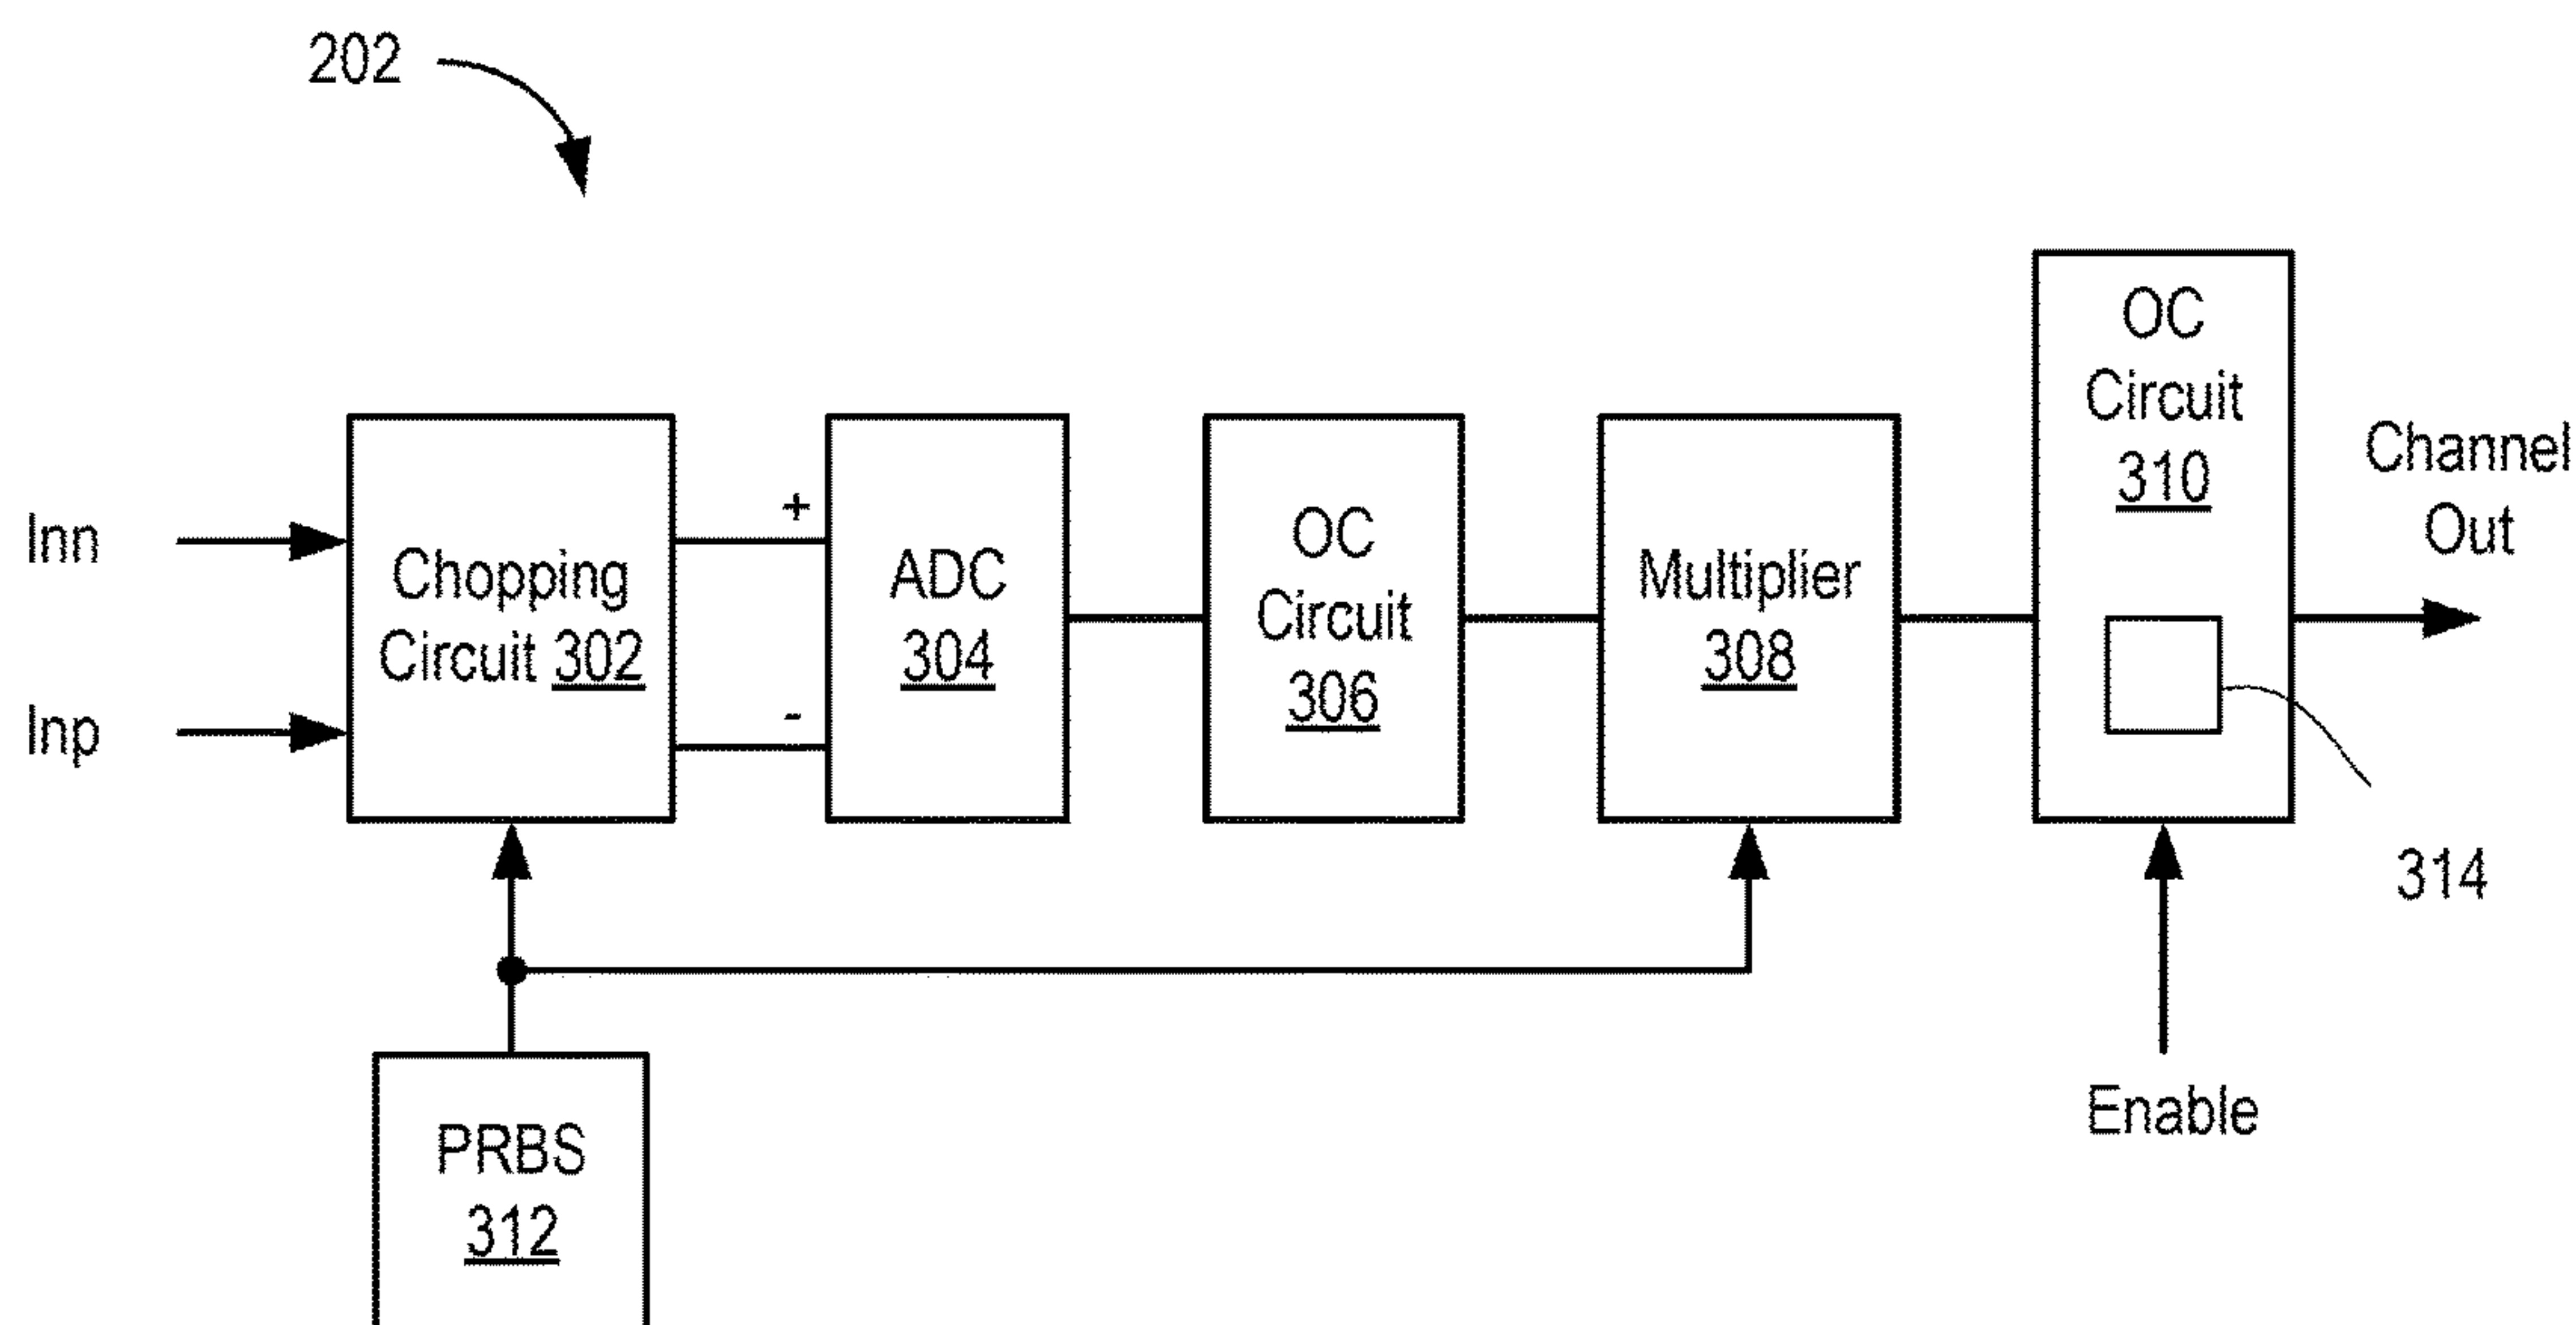 202
Inn
Inp
Chopping
Circuit 302
+
-
ADC
304
OC
Circuit
306
Multiplier
308
OC
Circuit
310
Channel
Out
314
Enable
PRBS
312